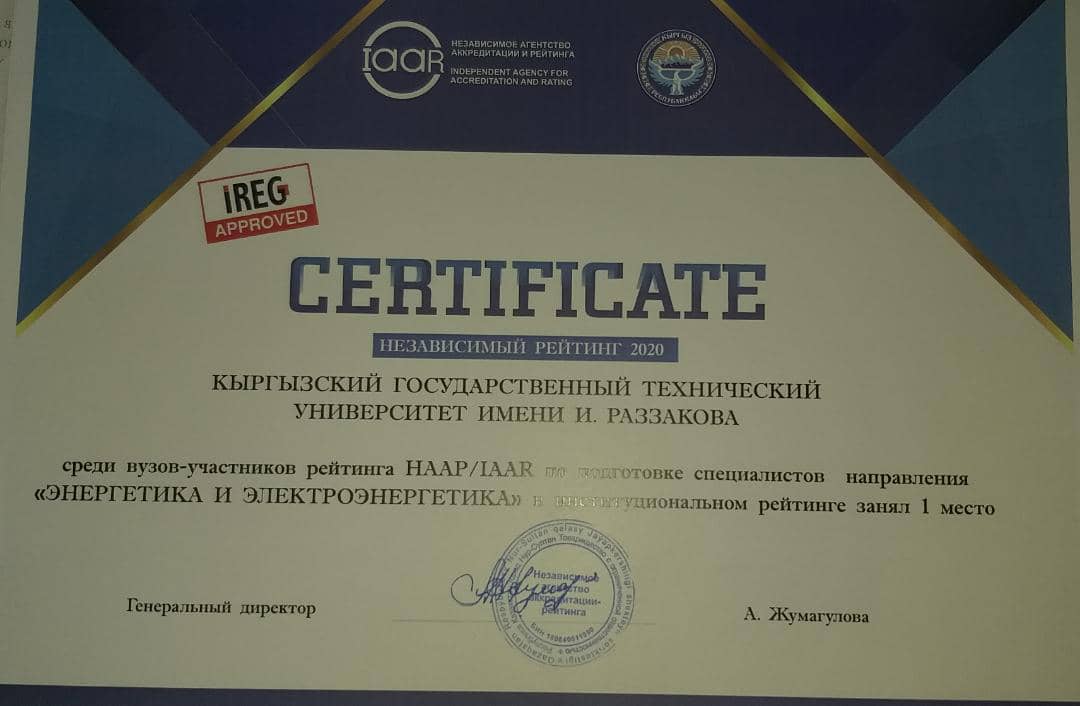 IAAR
НЕЗАВИСИМОЕ АГЕНТСТВО
АККРЕДИТАЦИИ И РЕЙТИНГА
INDEPENDENT AGENCY FOR
ACCREDITATION AND RATING
IREG
APPROVED
CERTIFICATE
НЕЗАВИСИМЫЙ РЕЙТИНГ 2020
КЫРГЫЗСКИЙ ГОСУДАРСТВЕННЫЙ ТЕХНИЧЕСКИЙ
УНИВЕРСИТЕТ ИМЕНИ И. РАЗЗАКОВА
среди вузов-участников рейтинга НААР/IAAR по подготовке специалистов направления
«ЭНЕРГЕТИКА И ЭЛЕКТРОЭНЕРГЕТИКА» в институциональном рейтинге занял 1 место
Независимое
агентство
аккредитации
рейтинга
Генеральный директор
А. Жумагулова